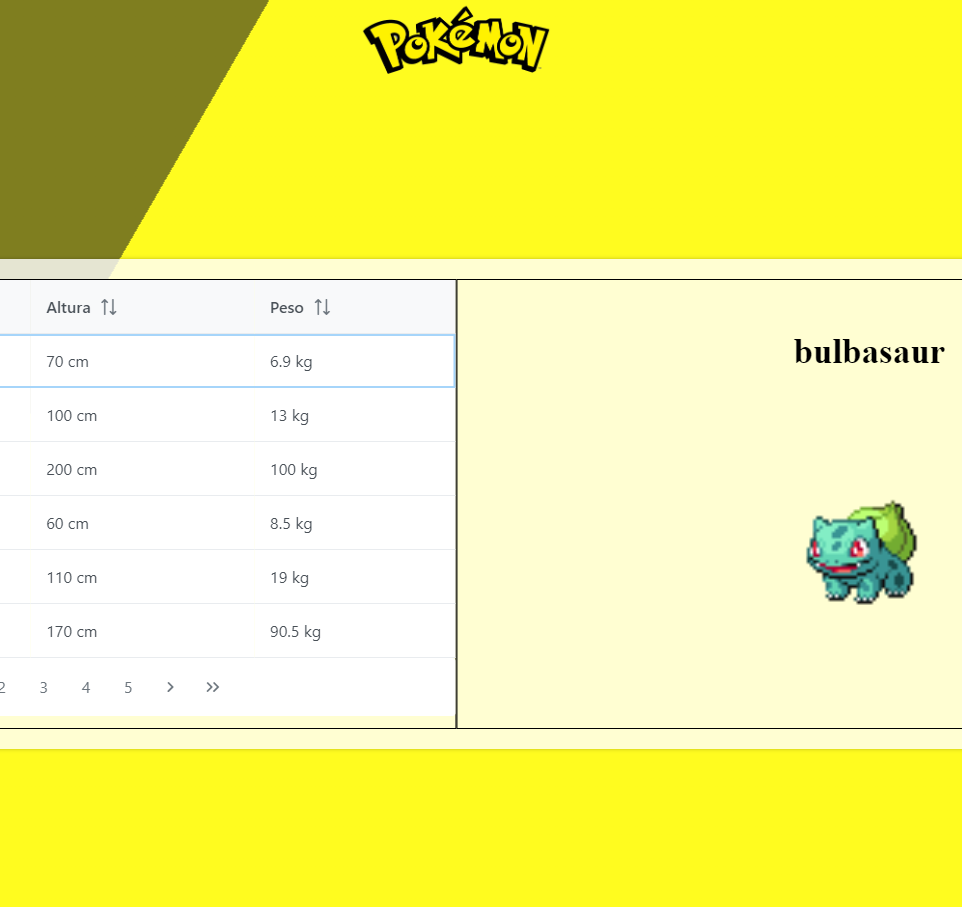 POKéMON
Altura Peso
bulbasaur
70 cm 6.9 kg
100 cm 13 kg
200 cm 100 kg
60 cm 8.5 kg
110 cm 19 kg
170 cm 90.5 kg
2 3 4 5